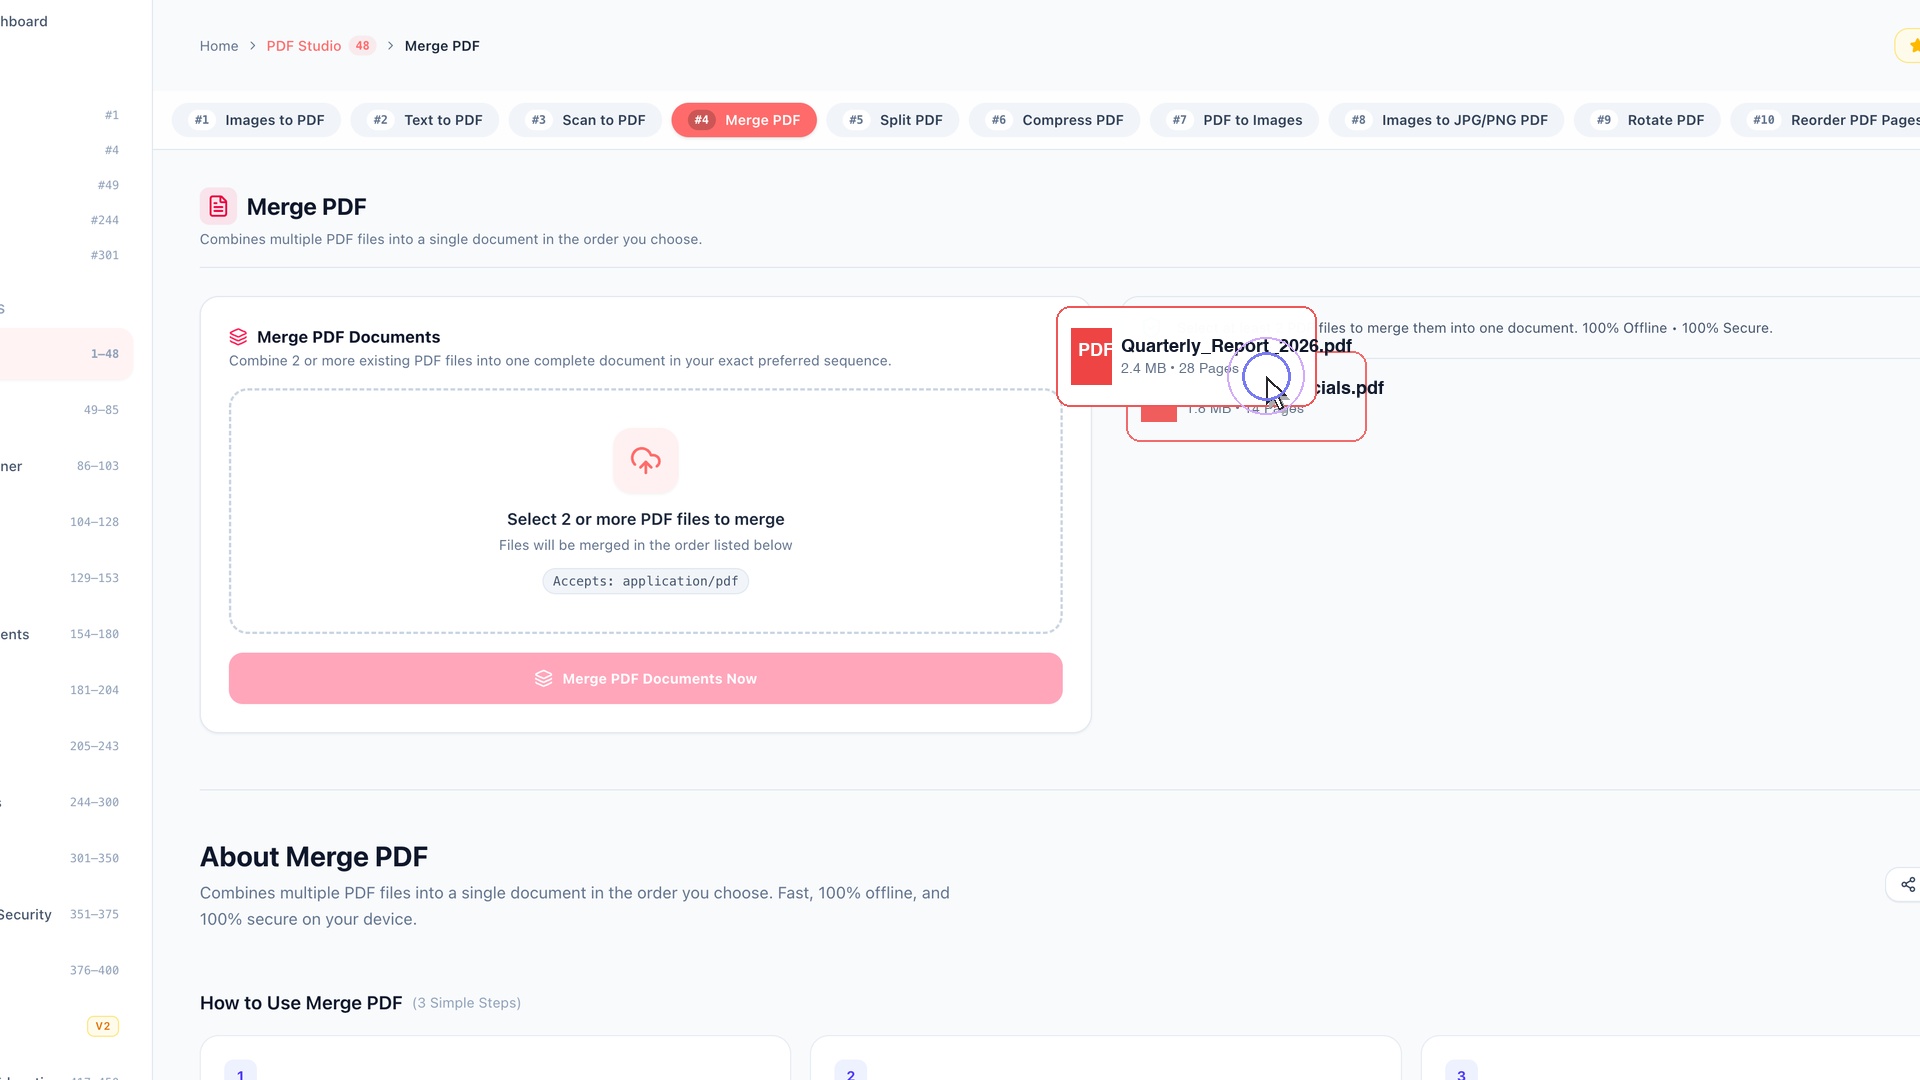 hboard
#1
#4
#49
#244
#301
S
1–48
49–85
ner 86–103
104–128
129–153
ents 154–180
181–204
205–243
s 244–300
301–350
Security 351–375
376–400
V2
Home > PDF Studio 48 > Merge PDF
#1 Images to PDF
#2 Text to PDF
#3 Scan to PDF
#4 Merge PDF
#5 Split PDF
#6 Compress PDF
#7 PDF to Images
#8 Images to JPG/PNG PDF
#9 Rotate PDF
#10 Reorder PDF Pages
Merge PDF
Combines multiple PDF files into a single document in the order you choose.
Merge PDF Documents
Combine 2 or more existing PDF files into one complete document in your exact preferred sequence.
Select 2 or more PDF files to merge
Files will be merged in the order listed below
Accepts: application/pdf
Merge PDF Documents Now
files to merge them into one document. 100% Offline • 100% Secure.
PDF
Quarterly_Report_2026.pdf
2.4 MB • 28 Pages
cials.pdf
1.8 MB • 14 Pages
About Merge PDF
Combines multiple PDF files into a single document in the order you choose. Fast, 100% offline, and
100% secure on your device.
How to Use Merge PDF (3 Simple Steps)
1
2
3